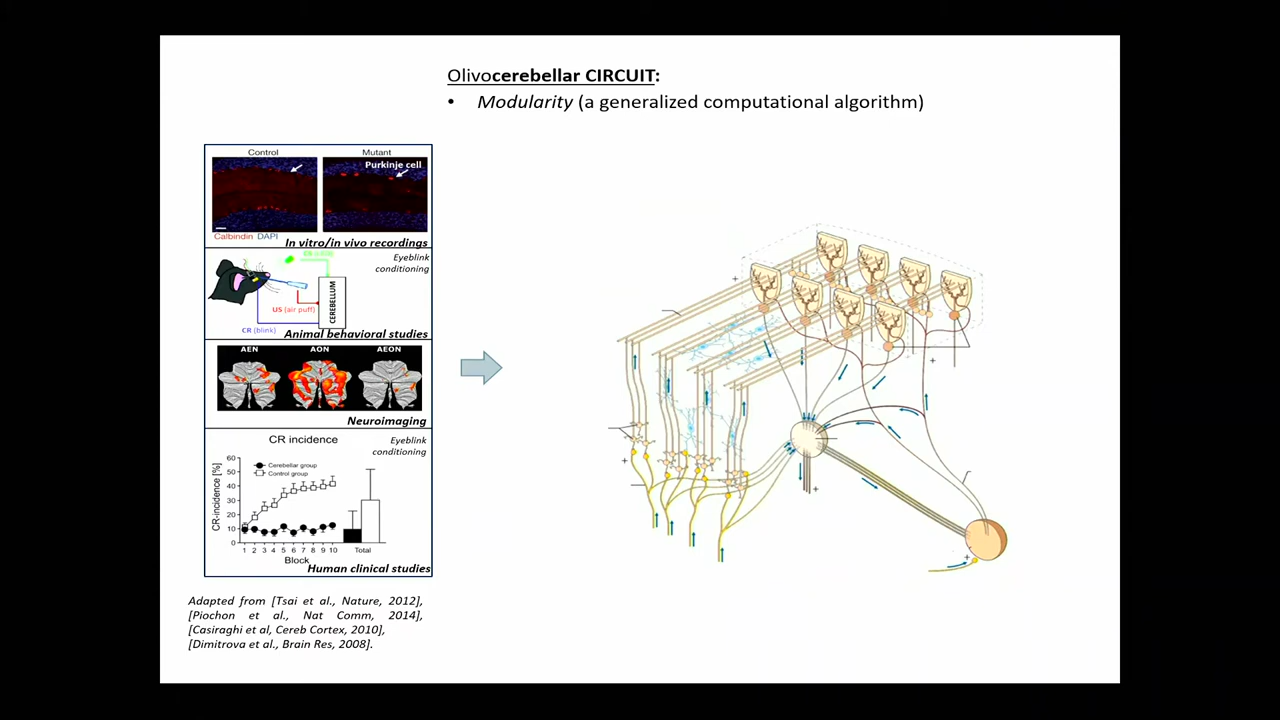 Olivocerebellar CIRCUIT:
• Modularity (a generalized computational algorithm)
Control
Mutant
Purkinje cell
Calbindin DAPI
In vitro/in vivo recordings
Eyeblink
conditioning
CEREBELLUM
US (air puff)
CR (blink)
Animal behavioral studies
AEN
AON
AEON
Neuroimaging
CR incidence
Eyeblink
conditioning
CR-incidence [%]
60
50
40
30
20
10
0
Cerebellar group
Control group
1 2 3 4 5 6 7 8 9 10
Total
Block
Human clinical studies
+
+
+
+
+
Adapted from [Tsai et al., Nature, 2012],
[Piochon et al., Nat Comm, 2014],
[Casiraghi et al, Cereb Cortex, 2010],
[Dimitrova et al., Brain Res, 2008].